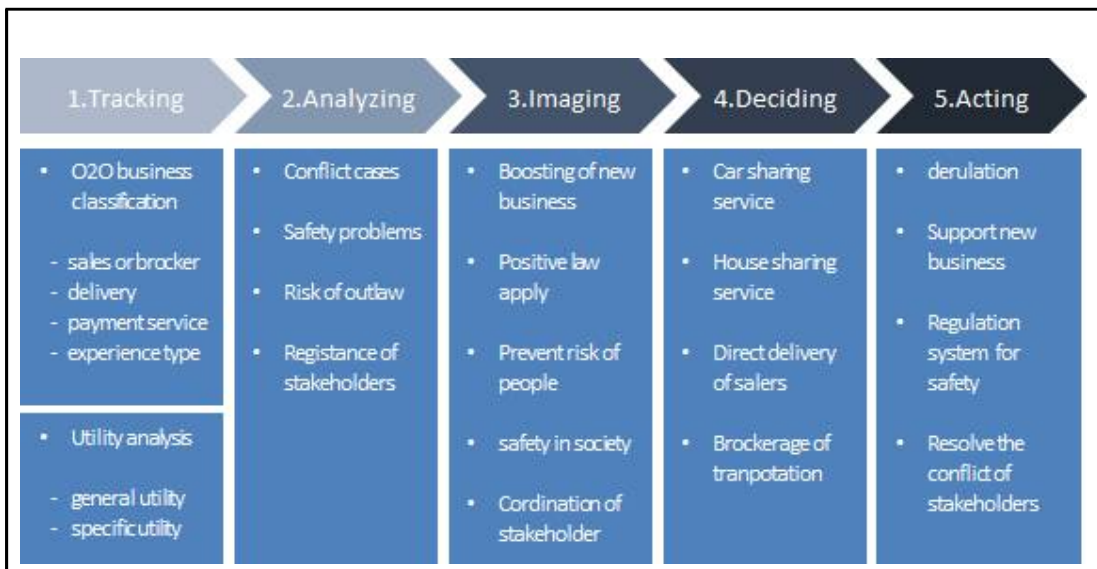 1.Tracking
2.Analyzing
3.Imaging
4.Deciding
5.Acting
• O2O business
classification
- sales or brocker
- delivery
- payment service
- experience type
• Utility analysis
- general utility
- specific utility
• Conflict cases
• Safety problems
• Risk of outlaw
• Registance of
stakeholders
• Boosting of new
business
• Positive law
apply
• Prevent risk of
people
• safety in society
• Cordination of
stakeholder
• Car sharing
service
• House sharing
service
• Direct delivery
of salers
• Brockerage of
tranpotation
• derulation
• Support new
business
• Regulation
system for
safety
• Resolve the
conflict of
stakeholders